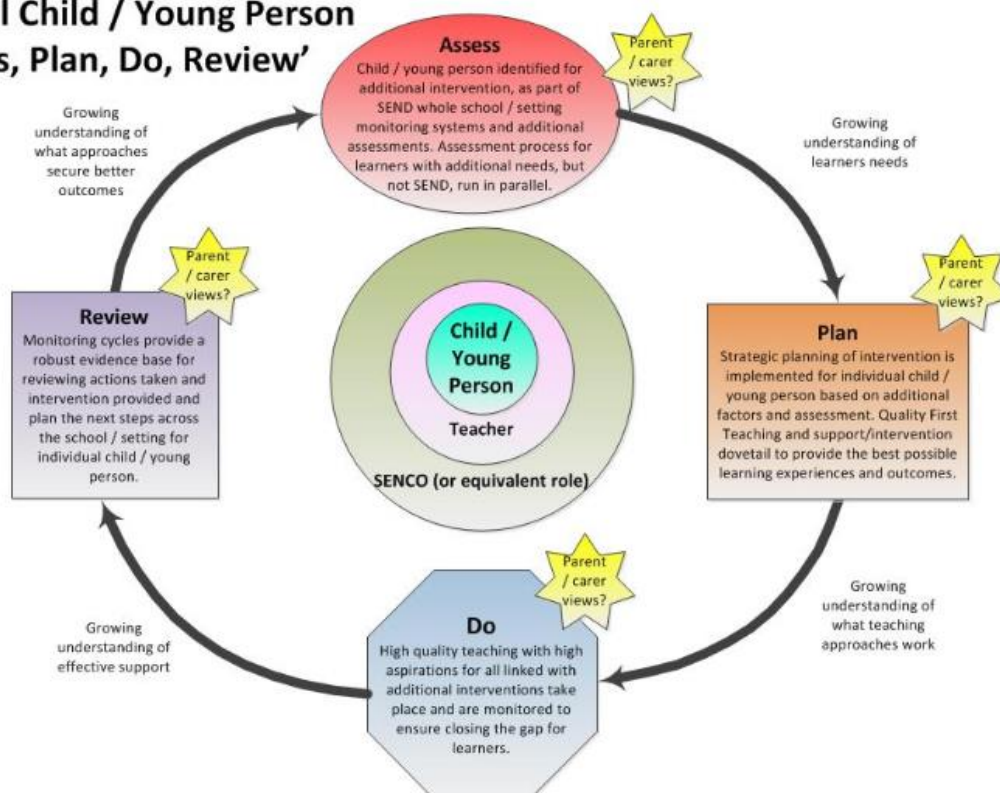 l Child / Young Person
s, Plan, Do, Review’
Assess
Child / young person identified for
additional intervention, as part of
SEND whole school / setting
monitoring systems and additional
assessments. Assessment process for
learners with additional needs, but
not SEND, run in parallel.
Parent
/ carer
views?
Growing
understanding of
learners needs
Parent
/ carer
views?
Plan
Strategic planning of intervention is
implemented for individual child /
young person based on additional
factors and assessment. Quality First
Teaching and support/intervention
dovetail to provide the best possible
learning experiences and outcomes.
Growing
understanding of
what teaching
approaches work
Parent
/ carer
views?
Do
High quality teaching with high
aspirations for all linked with
additional interventions take
place and are monitored to
ensure closing the gap for
learners.
Growing
understanding of
effective support
Parent
/ carer
views?
Review
Monitoring cycles provide a
robust evidence base for
reviewing actions taken and
intervention provided and
plan the next steps across
the school / setting for
individual child / young
person.
Growing
understanding of
what approaches
secure better
outcomes
Child /
Young
Person
Teacher
SENCO (or equivalent role)